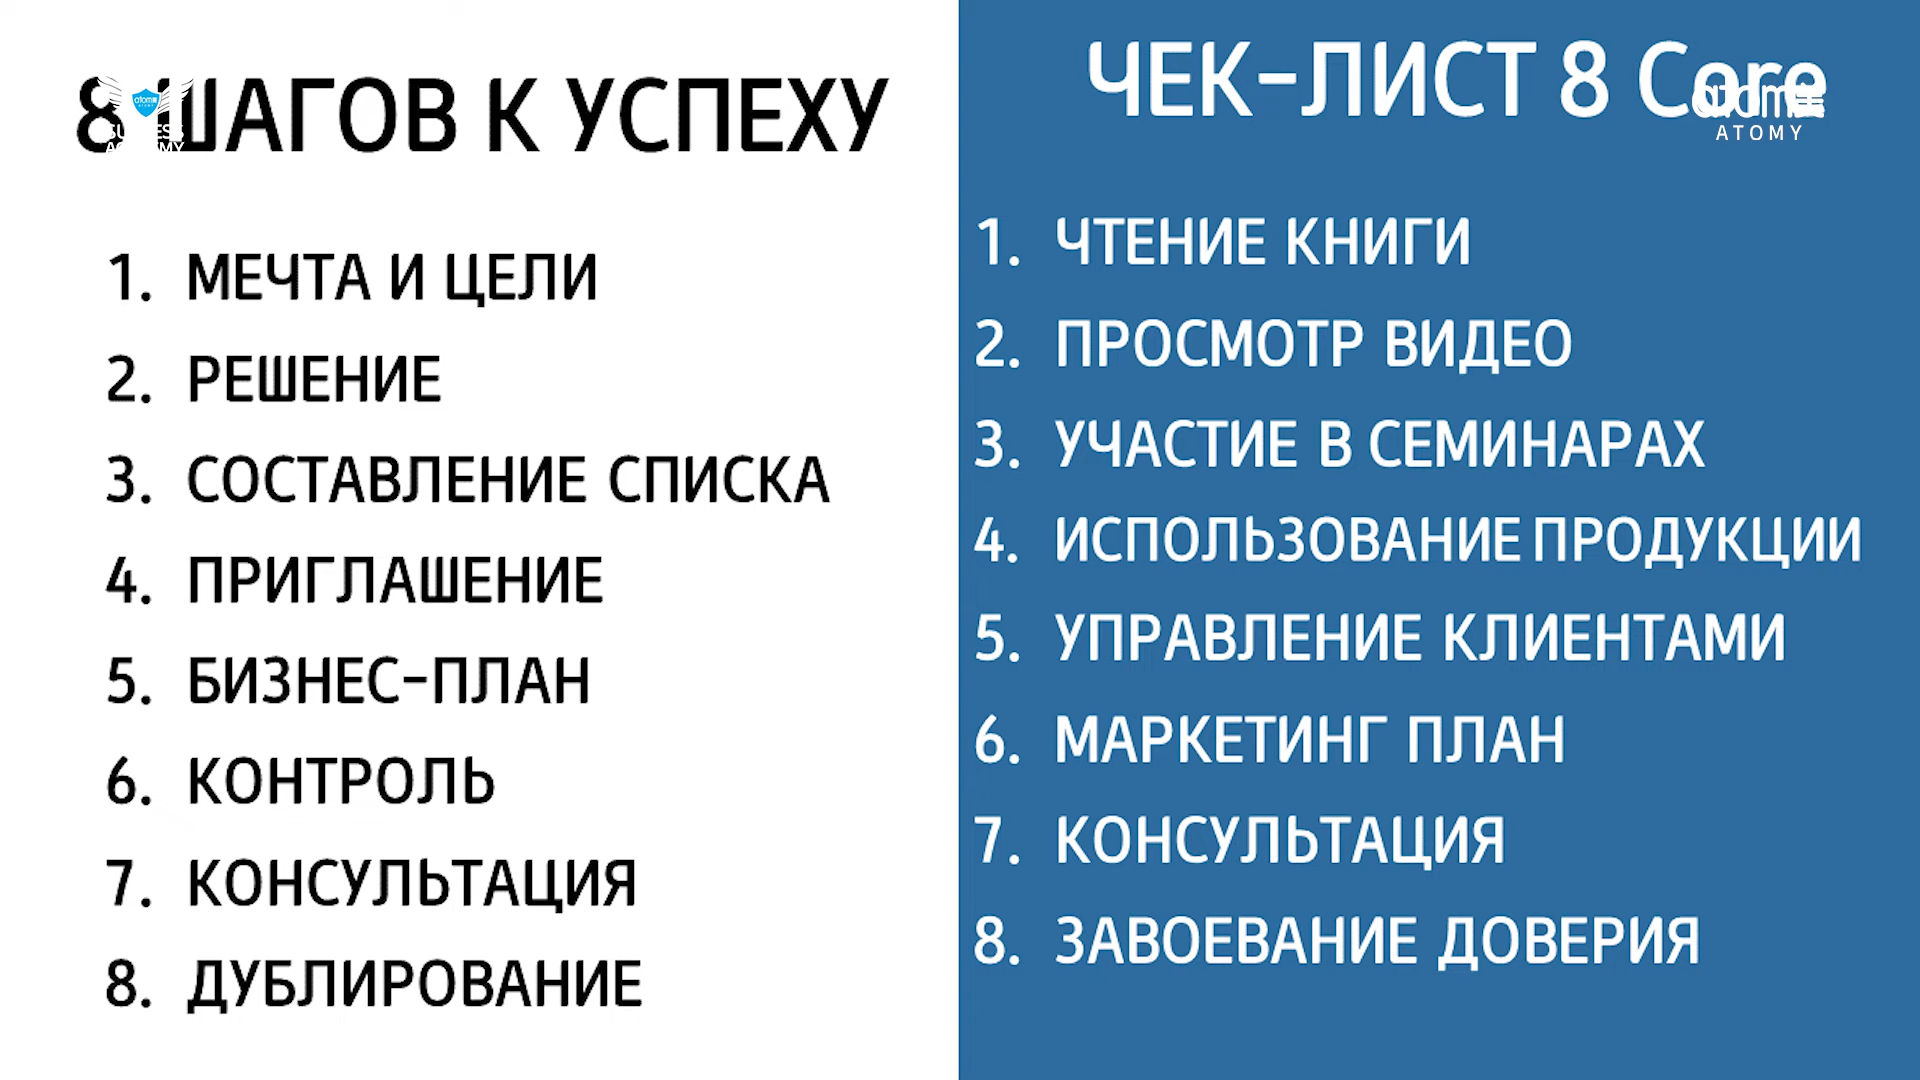 8 ШАГОВ К УСПЕХУ
1. МЕЧТА И ЦЕЛИ
2. РЕШЕНИЕ
3. СОСТАВЛЕНИЕ СПИСКА
4. ПРИГЛАШЕНИЕ
5. БИЗНЕС-ПЛАН
6. КОНТРОЛЬ
7. КОНСУЛЬТАЦИЯ
8. ДУБЛИРОВАНИЕ
ЧЕК-ЛИСТ 8 Core
ATOMY
1. ЧТЕНИЕ КНИГИ
2. ПРОСМОТР ВИДЕО
3. УЧАСТИЕ В СЕМИНАРАХ
4. ИСПОЛЬЗОВАНИЕ ПРОДУКЦИИ
5. УПРАВЛЕНИЕ КЛИЕНТАМИ
6. МАРКЕТИНГ ПЛАН
7. КОНСУЛЬТАЦИЯ
8. ЗАВОЕВАНИЕ ДОВЕРИЯ